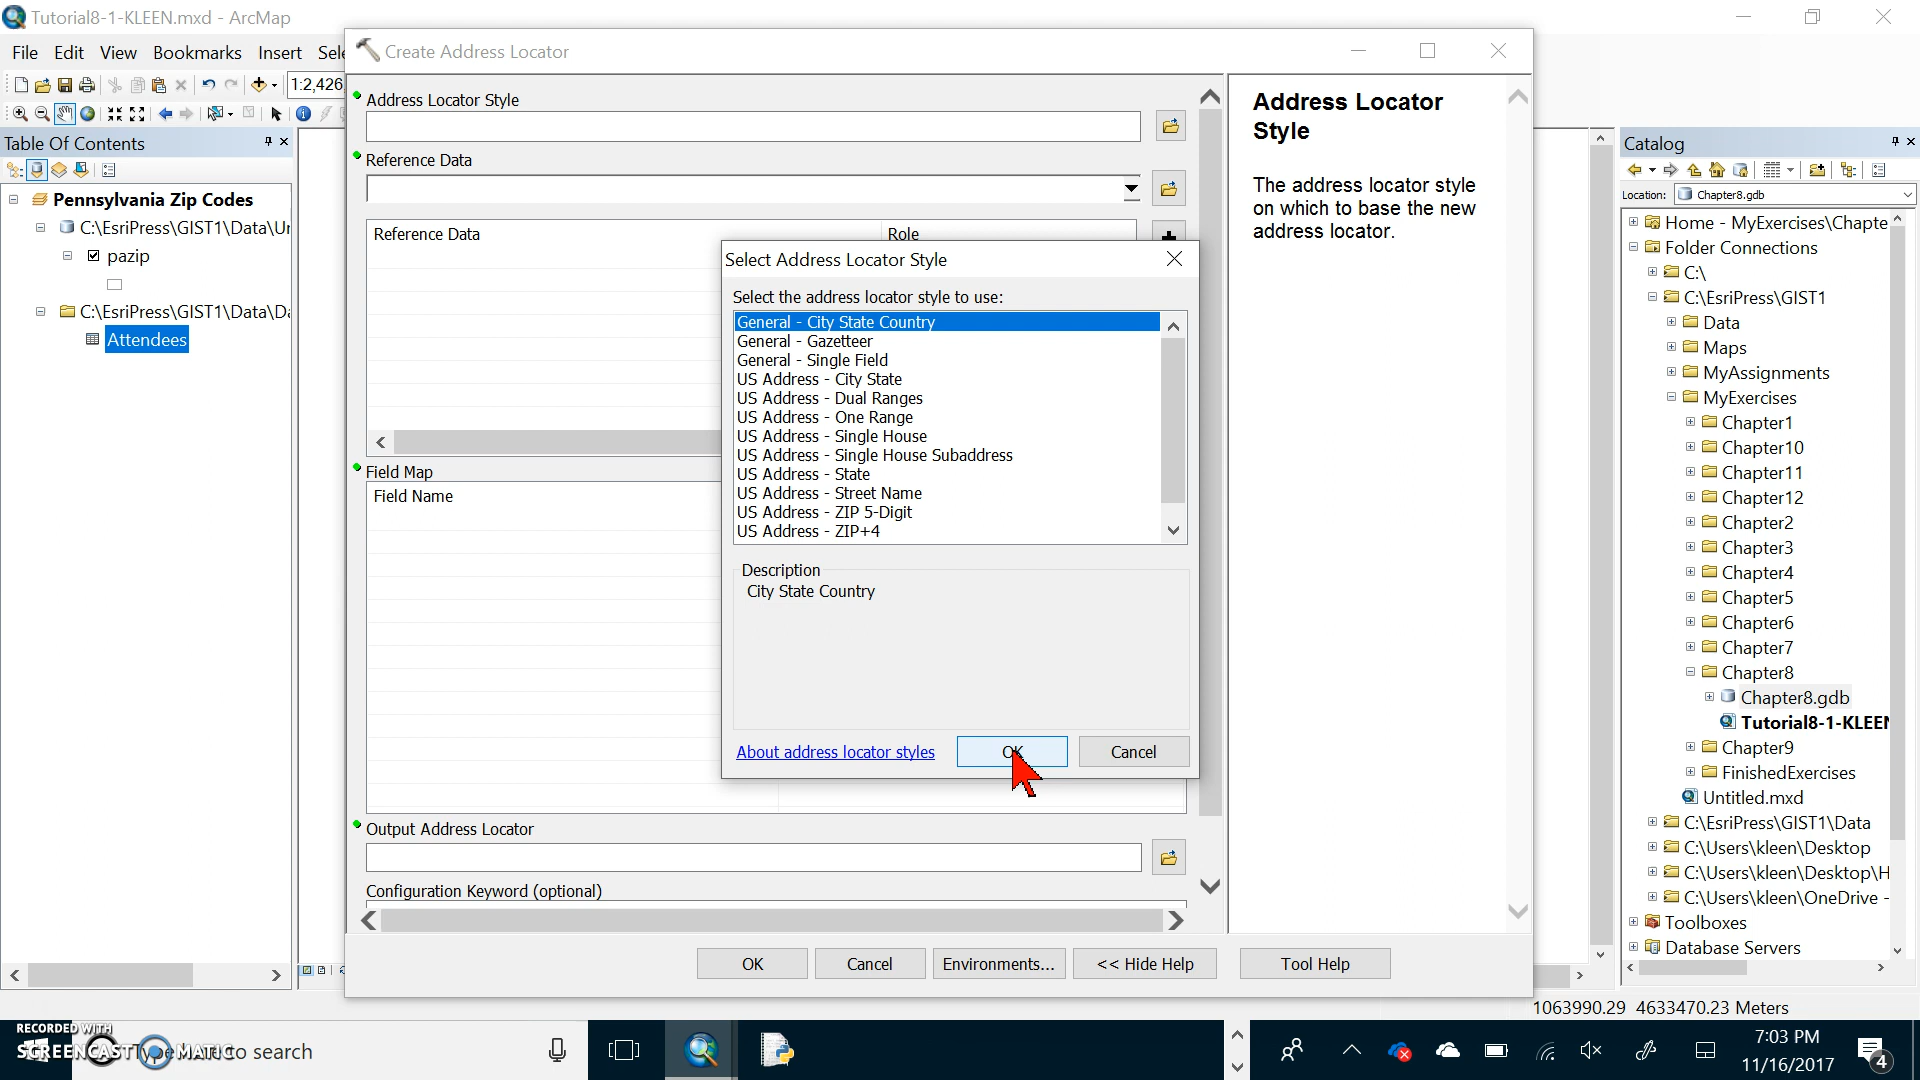 Tutorial8-1-KLEEN.mxd - ArcMap
File Edit View Bookmarks Insert Sele
1:2,426,
Table Of Contents
Pennsylvania Zip Codes
C:\EsriPress\GIST1\Data\Ur
pazip
C:\EsriPress\GIST1\Data\Da
Attendees
Create Address Locator
Address Locator Style
Reference Data
Reference Data Role
Field Map
Field Name
Output Address Locator
Configuration Keyword (optional)
OK Cancel Environments... << Hide Help Tool Help
Select Address Locator Style
Select the address locator style to use:
General - City State Country
General - Gazetteer
General - Single Field
US Address - City State
US Address - Dual Ranges
US Address - One Range
US Address - Single House
US Address - Single House Subaddress
US Address - State
US Address - Street Name
US Address - ZIP 5-Digit
US Address - ZIP+4
Description
City State Country
About address locator styles OK Cancel
Address Locator
Style
The address locator style
on which to base the new
address locator.
Catalog
Location: Chapter8.gdb
Home - MyExercises\Chapte
Folder Connections
C:\
C:\EsriPress\GIST1
Data
Maps
MyAssignments
MyExercises
Chapter1
Chapter10
Chapter11
Chapter12
Chapter2
Chapter3
Chapter4
Chapter5
Chapter6
Chapter7
Chapter8
Chapter8.gdb
Tutorial8-1-KLEEN
Chapter9
FinishedExercises
Untitled.mxd
C:\EsriPress\GIST1\Data
C:\Users\kleen\Desktop
C:\Users\kleen\Desktop\H
C:\Users\kleen\OneDrive -
Toolboxes
Database Servers
1063990.29 4633470.23 Meters
RECORDED WITH
SCREENCAST MATIC
Type here to search
7:03 PM
11/16/2017
4